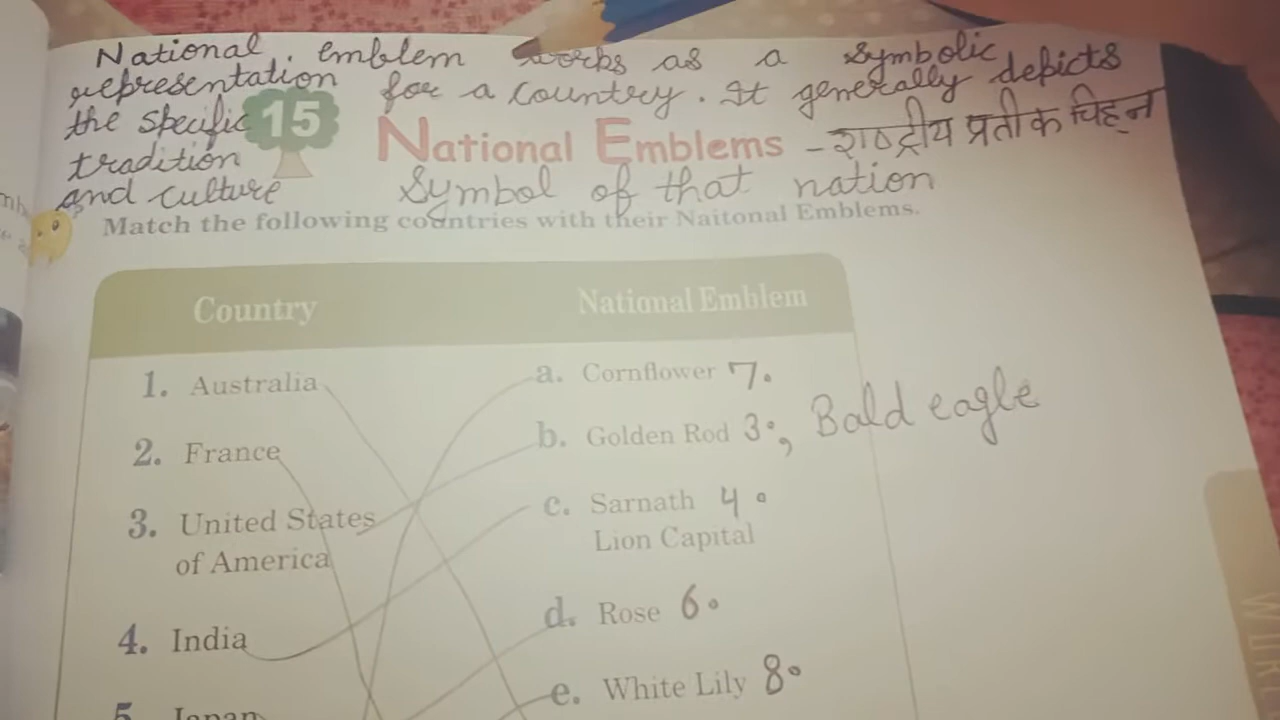 National emblem works as a symbolic
representation for a country. It generally depicts
the specific
tradition
and culture symbol of that nation
15
National Emblems - राष्ट्रीय प्रतीक चिह्न
Match the following countries with their Naitonal Emblems.
Country National Emblem
1. Australia a. Cornflower 7.
2. France b. Golden Rod 3., Bald eagle
3. United States
of America
c. Sarnath 4.
Lion Capital
4. India d. Rose 6.
5. Japan e. White Lily 8.